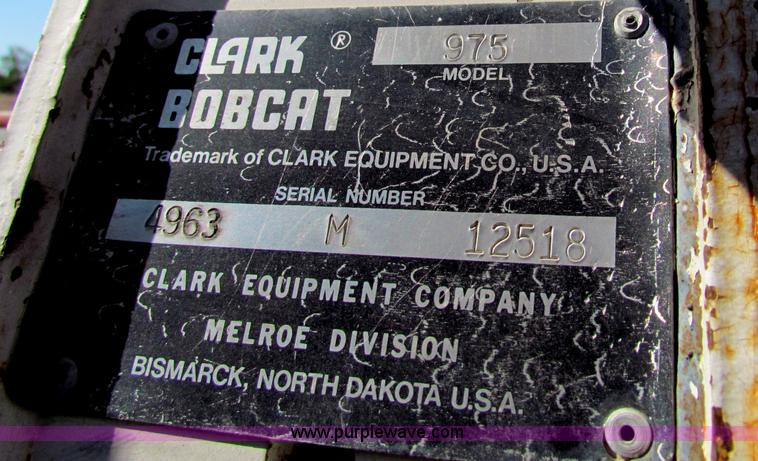 CLARK ® 975
MODEL
BOBCAT
Trademark of CLARK EQUIPMENT CO., U.S.A.
SERIAL NUMBER
4963 M 12518
CLARK EQUIPMENT COMPANY
MELROE DIVISION
BISMARCK, NORTH DAKOTA U.S.A.
www.purplewave.com